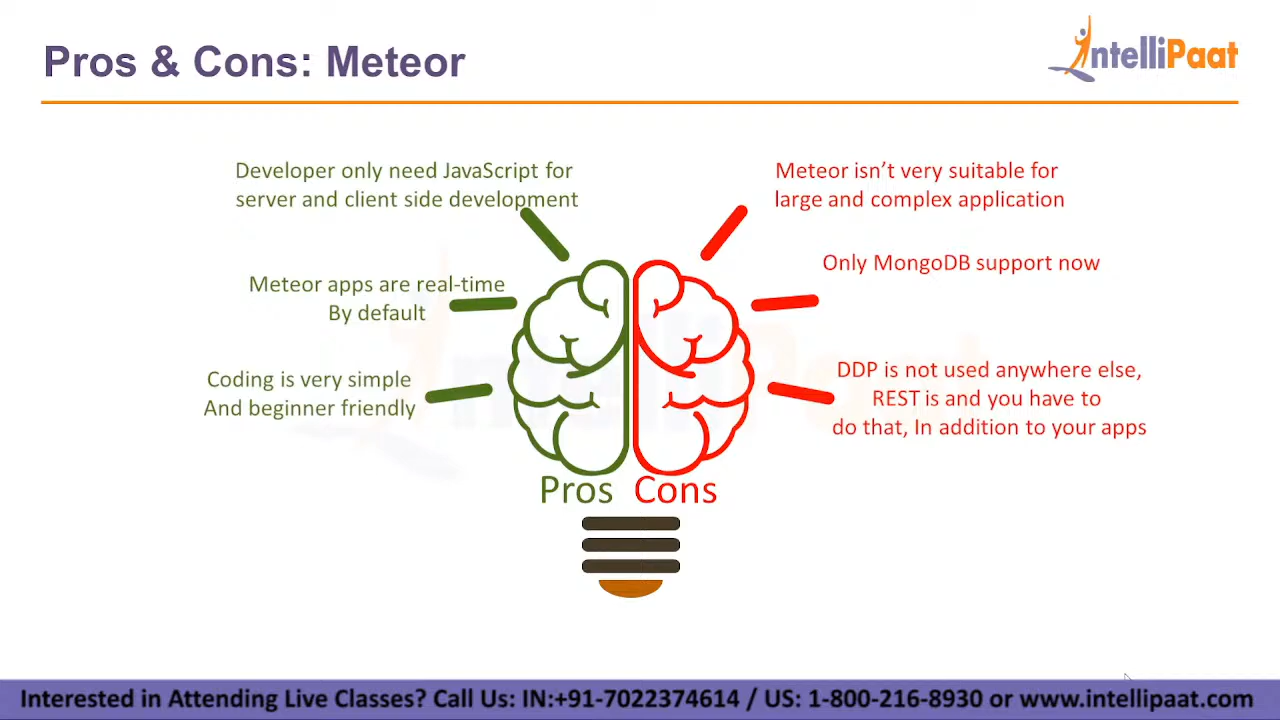 Pros & Cons: Meteor
IntelliPaat
Developer only need JavaScript for
server and client side development
Meteor apps are real-time
By default
Coding is very simple
And beginner friendly
Meteor isn’t very suitable for
large and complex application
Only MongoDB support now
DDP is not used anywhere else,
REST is and you have to
do that, In addition to your apps
Pros Cons
Interested in Attending Live Classes? Call Us: IN:+91-7022374614 / US: 1-800-216-8930 or www.intellipaat.com